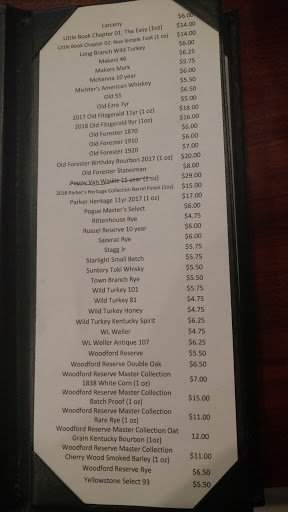 Larceny $6.00
Little Book Chapter 01: The Easy (1oz) $14.00
Little Book Chapter 02: Noe Simple Task (1 oz) $14.00
Long Branch Wild Turkey $6.00
Makers 46 $6.25
Makers Mark $5.75
McKenna 10 year $6.00
Michter's American Whiskey $5.50
Old 55 $6.50
Old Ezra 7yr $5.00
2017 Old Fitzgerald 11yr (1 oz) $18.00
2018 Old Fitzgerald 9yr (1oz) $16.00
Old Forester 1870 $6.00
Old Forester 1910 $6.00
Old Forester 1920 $7.00
Old Forester Birthday Bourbon 2017 (1 oz) $20.00
Old Forester Statesman $8.00
Pappy Van Winkle 15 year (1 oz) $29.00
2018 Parker's Heritage Collection Barrel Finish (1oz) $15.00
Parker Heritage 11yr 2017 (1 oz) $17.00
Pogue Master's Select $6.00
Rittenhouse Rye $4.75
Russel Reserve 10 year $6.00
Sazerac Rye $6.00
Stagg Jr $5.75
Starlight Small Batch $5.75
Suntory Toki Whisky $5.50
Town Branch Rye $5.50
Wild Turkey 101 $5.75
Wild Turkey 81 $4.75
Wild Turkey Honey $4.75
Wild Turkey Kentucky Spirit $6.25
WL Weller $4.75
WL Weller Antique 107 $6.25
Woodford Reserve $5.50
Woodford Reserve Double Oak $6.50
Woodford Reserve Master Collection
1838 White Corn (1 oz) $7.00
Woodford Reserve Master Collection
Batch Proof (1 oz) $15.00
Woodford Reserve Master Collection
Rare Rye (1 oz) $11.00
Woodford Reserve Master Collection Oat
Grain Kentucky Bourbon (1oz) 12.00
Woodford Reserve Master Collection
Cherry Wood Smoked Barley (1 oz) $11.00
Woodford Reserve Rye $6.50
Yellowstone Select 93 $5.50